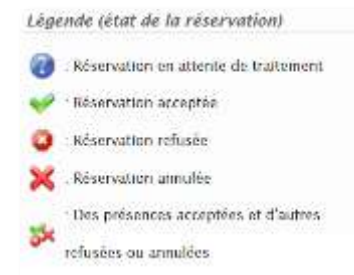 Légende (état de la réservation)
: Réservation en attente de traitement
: Réservation acceptée
: Réservation refusée
: Réservation annulée
: Des présences acceptées et d'autres
refusées ou annulées